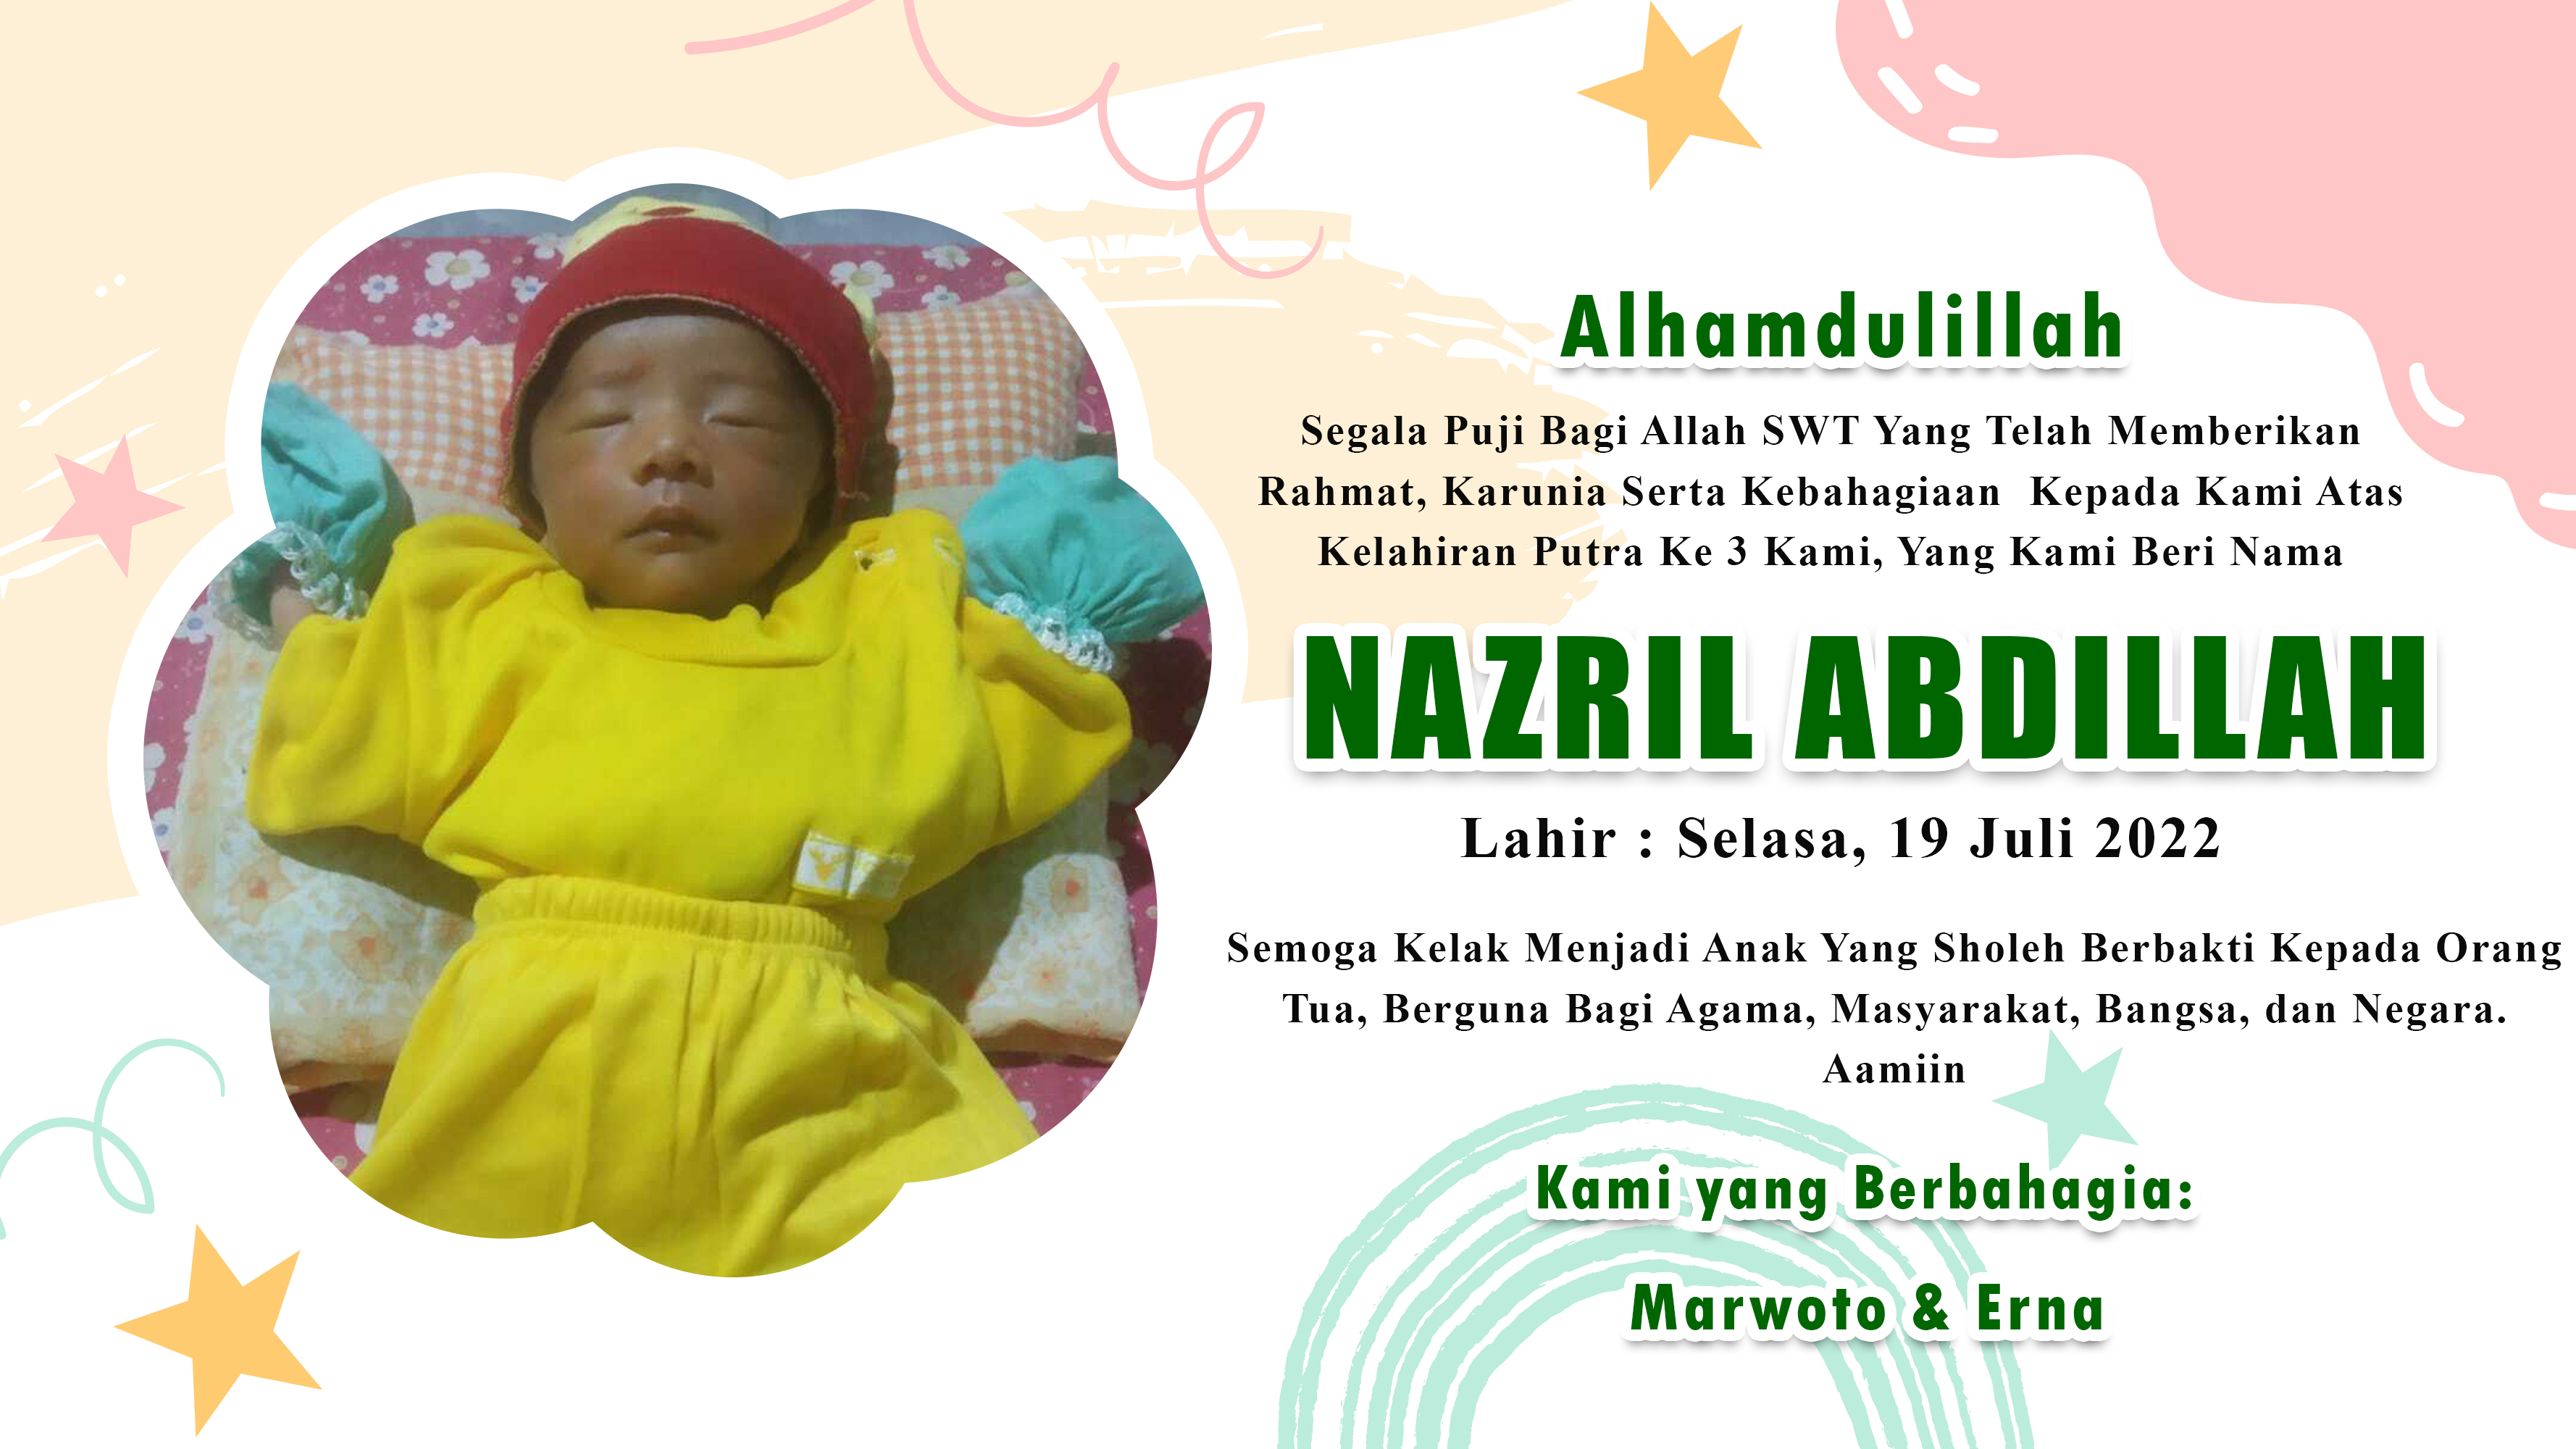 Alhamdulillah
Segala Puji Bagi Allah SWT Yang Telah Memberikan
Rahmat, Karunia Serta Kebahagiaan Kepada Kami Atas
Kelahiran Putra Ke 3 Kami, Yang Kami Beri Nama
NAZRIL ABDILLAH
Lahir : Selasa, 19 Juli 2022
Semoga Kelak Menjadi Anak Yang Sholeh Berbakti Kepada Orang
Tua, Berguna Bagi Agama, Masyarakat, Bangsa, dan Negara.
Aamiin
Kami yang Berbahagia:
Marwoto & Erna